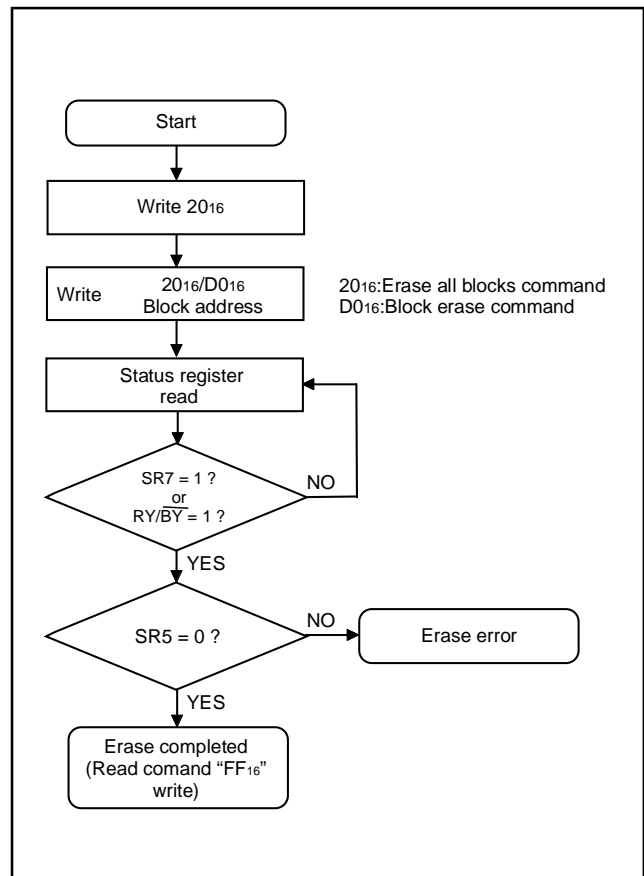 Start
Write 20₁₆
Write 20₁₆/D0₁₆
Block address
20₁₆:Erase all blocks command
D0₁₆:Block erase command
Status register
read
SR7 = 1 ?
or
RY/B̅Y̅ = 1 ?
NO
YES
SR5 = 0 ?
NO
Erase error
YES
Erase completed
(Read comand “FF₁₆”
write)